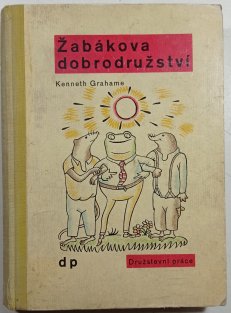 Žabákova
dobrodružství
Kenneth Grahame
dp
Družstevní práce